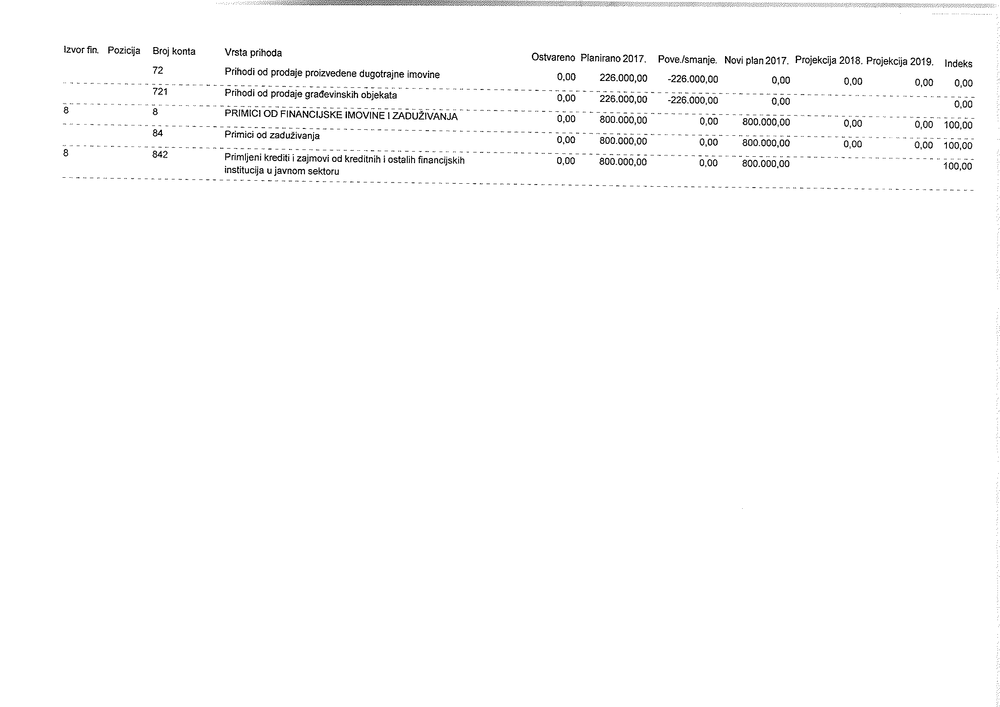 Izvor fin. Pozicija Broj konta Vrsta prihoda Ostvareno Planirano 2017. Pove./smanje. Novi plan 2017. Projekcija 2018. Projekcija 2019. Indeks
72 Prihodi od prodaje proizvedene dugotrajne imovine 0,00 226.000,00 -226.000,00 0,00 0,00 0,00 0,00
721 Prihodi od prodaje građevinskih objekata 0,00 226.000,00 -226.000,00 0,00 0,00
8 8 PRIMICI OD FINANCIJSKE IMOVINE I ZADUŽIVANJA 0,00 800.000,00 0,00 800.000,00 0,00 0,00 100,00
84 Primici od zaduživanja 0,00 800.000,00 0,00 800.000,00 0,00 0,00 100,00
8 842 Primljeni krediti i zajmovi od kreditnih i ostalih financijskih 0,00 800.000,00 0,00 800.000,00 100,00
institucija u javnom sektoru